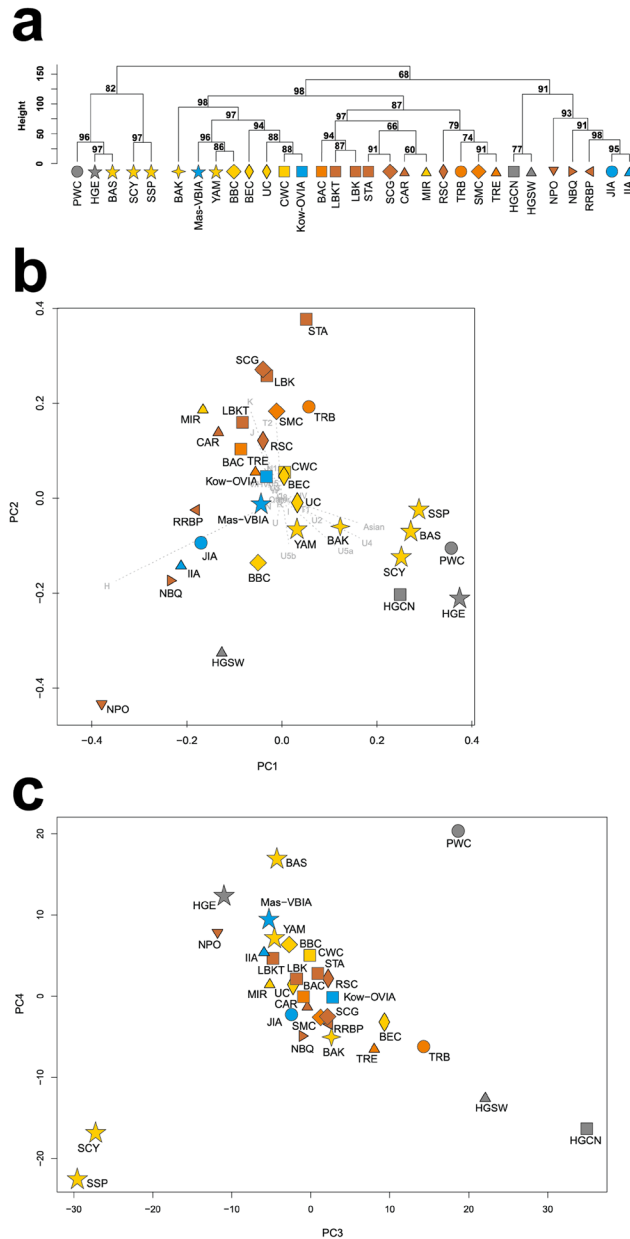 a
Height
150
100
50
0
82
96
97
97
68
98
98
97
96
86
94
88
88
87
97
94
87
66
91
60
79
74
91
91
77
93
91
98
95
PWC
HGE
BAS
SCY
SSP
BAK
Mas-VBIA
YAM
BBC
BEC
UC
CWC
Kow-OVIA
BAC
LBKT
LBK
STA
SCG
CAR
MIR
RSC
TRB
SMC
TRE
HGCN
HGSW
NPO
NBQ
RRBP
JIA
IIA
b
PC2
0.4
0.2
0.0
−0.2
−0.4
STA
SCG
LBK
K
T2
MIR
LBKT
SMC
TRB
J
CAR
RSC
BAC
TRE
CWC
Kow-OVIA
BEC
UC
RRBP
Mas-VBIA
U
U2
Asian
SSP
YAM
BAK
U4
BAS
JIA
U5b
U5a
PWC
IIA
BBC
SCY
H
NBQ
HGCN
HGE
HGSW
NPO
−0.4 −0.2 0.0 0.2 0.4
PC1
c
PC4
20
10
0
−10
−20
PWC
BAS
HGE
Mas−VBIA
NPO
YAM
BBC
IIA
CWC
LBKT
LBK
STA
MIR
UC
BAC
RSC
CAR
Kow−OVIA
JIA
SMC
SCG
RRBP
BEC
NBQ
BAK
TRE
TRB
HGSW
HGCN
SCY
SSP
−30 −20 −10 0 10 20 30
PC3